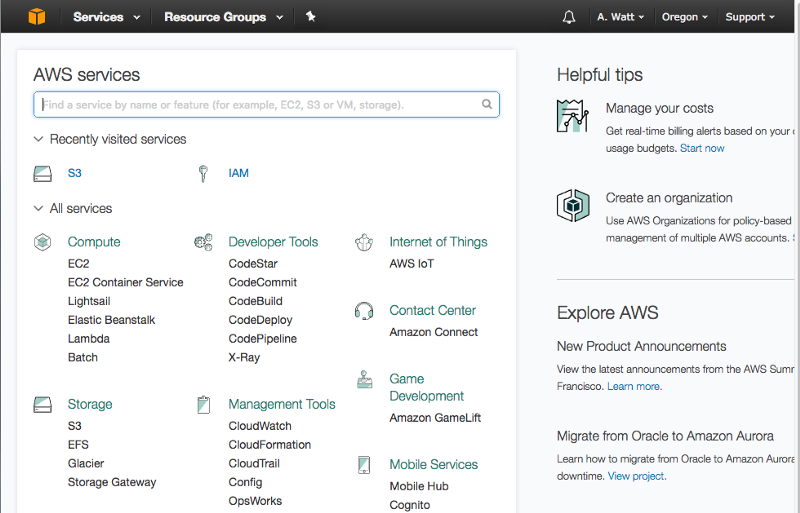 Services
Resource Groups
A. Watt
Oregon
Support
AWS services
Find a service by name or feature (for example, EC2, S3 or VM, storage).
Recently visited services
S3
IAM
All services
Compute
EC2
EC2 Container Service
Lightsail
Elastic Beanstalk
Lambda
Batch
Storage
S3
EFS
Glacier
Storage Gateway
Developer Tools
CodeStar
CodeCommit
CodeBuild
CodeDeploy
CodePipeline
X-Ray
Management Tools
CloudWatch
CloudFormation
CloudTrail
Config
OpsWorks
Internet of Things
AWS IoT
Contact Center
Amazon Connect
Game
Development
Amazon GameLift
Mobile Services
Mobile Hub
Cognito
Helpful tips
Manage your costs
Get real-time billing alerts based on your
usage budgets. Start now
Create an organization
Use AWS Organizations for policy-based
management of multiple AWS accounts.
Explore AWS
New Product Announcements
View the latest announcements from the AWS
Francisco. Learn more.
Migrate from Oracle to Amazon Aurora
Learn how to migrate from Oracle to Amazon Aurora
downtime. View project.